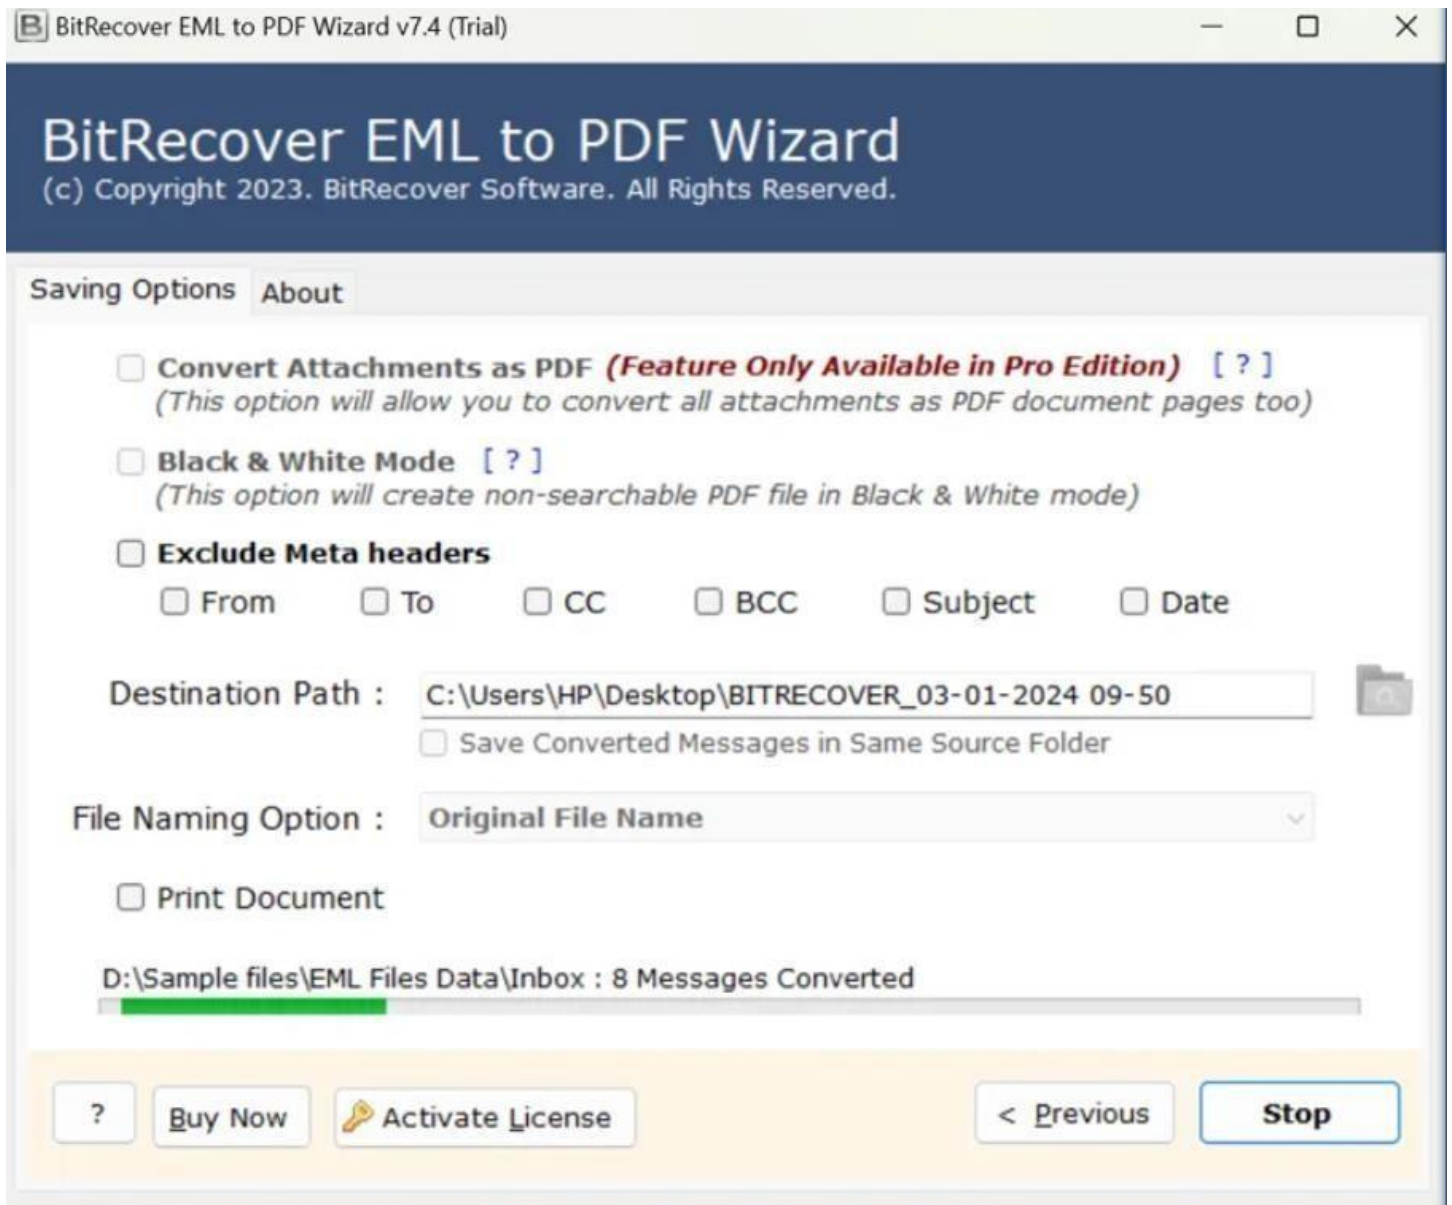 BitRecover EML to PDF Wizard v7.4 (Trial)
BitRecover EML to PDF Wizard
(c) Copyright 2023. BitRecover Software. All Rights Reserved.
Saving Options About
Convert Attachments as PDF (Feature Only Available in Pro Edition) [ ? ]
(This option will allow you to convert all attachments as PDF document pages too)
Black & White Mode [ ? ]
(This option will create non-searchable PDF file in Black & White mode)
Exclude Meta headers
From To CC BCC Subject Date
Destination Path : C:\Users\HP\Desktop\BITRECOVER_03-01-2024 09-50
Save Converted Messages in Same Source Folder
File Naming Option : Original File Name
Print Document
D:\Sample files\EML Files Data\Inbox : 8 Messages Converted
? Buy Now Activate License < Previous Stop